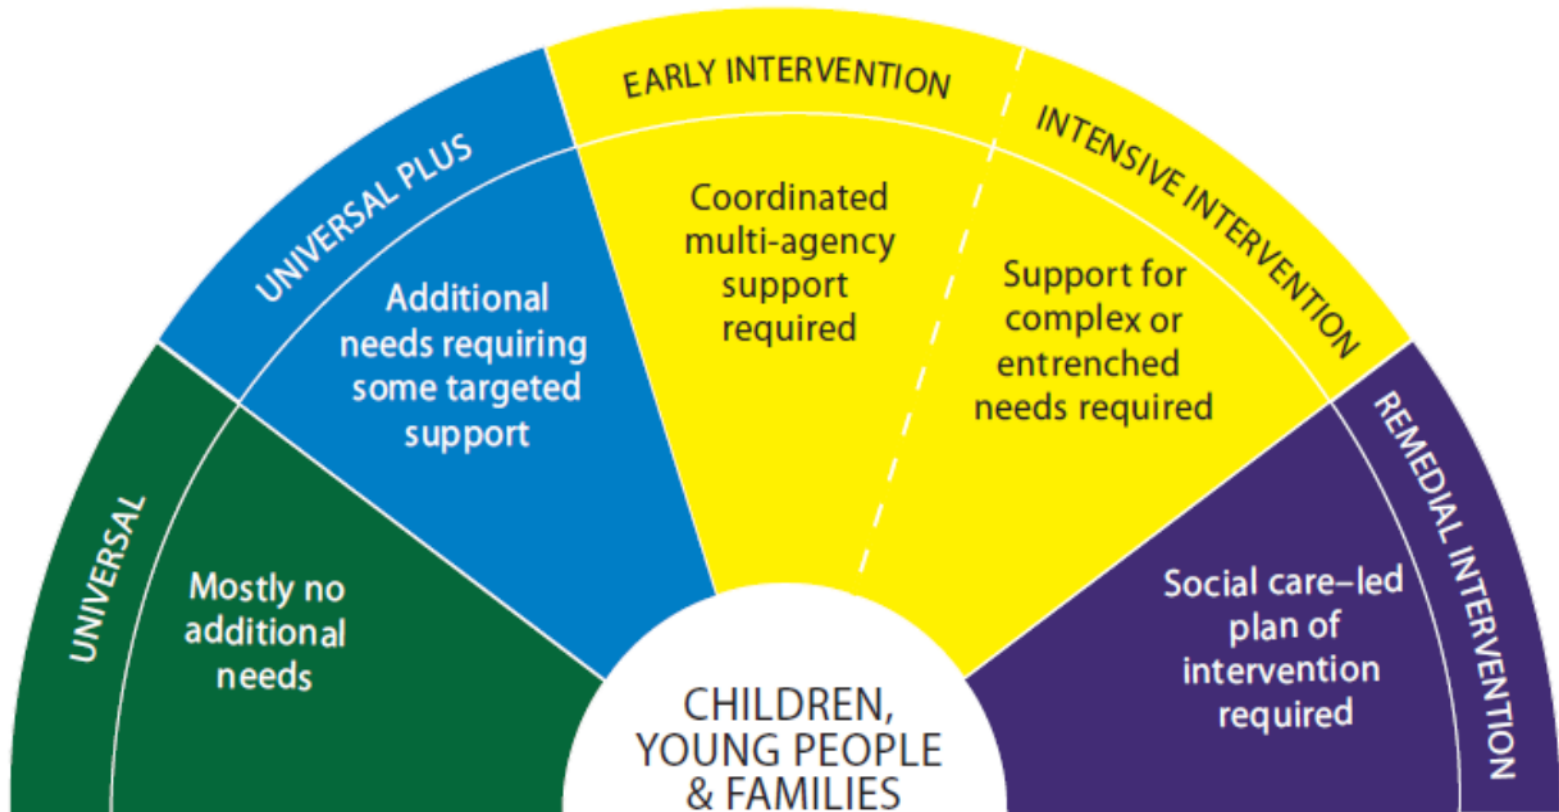 UNIVERSAL
Mostly no
additional
needs
UNIVERSAL PLUS
Additional
needs requiring
some targeted
support
EARLY INTERVENTION
Coordinated
multi-agency
support
required
INTENSIVE INTERVENTION
Support for
complex or
entrenched
needs required
REMEDIAL INTERVENTION
Social care–led
plan of
intervention
required
CHILDREN,
YOUNG PEOPLE
& FAMILIES